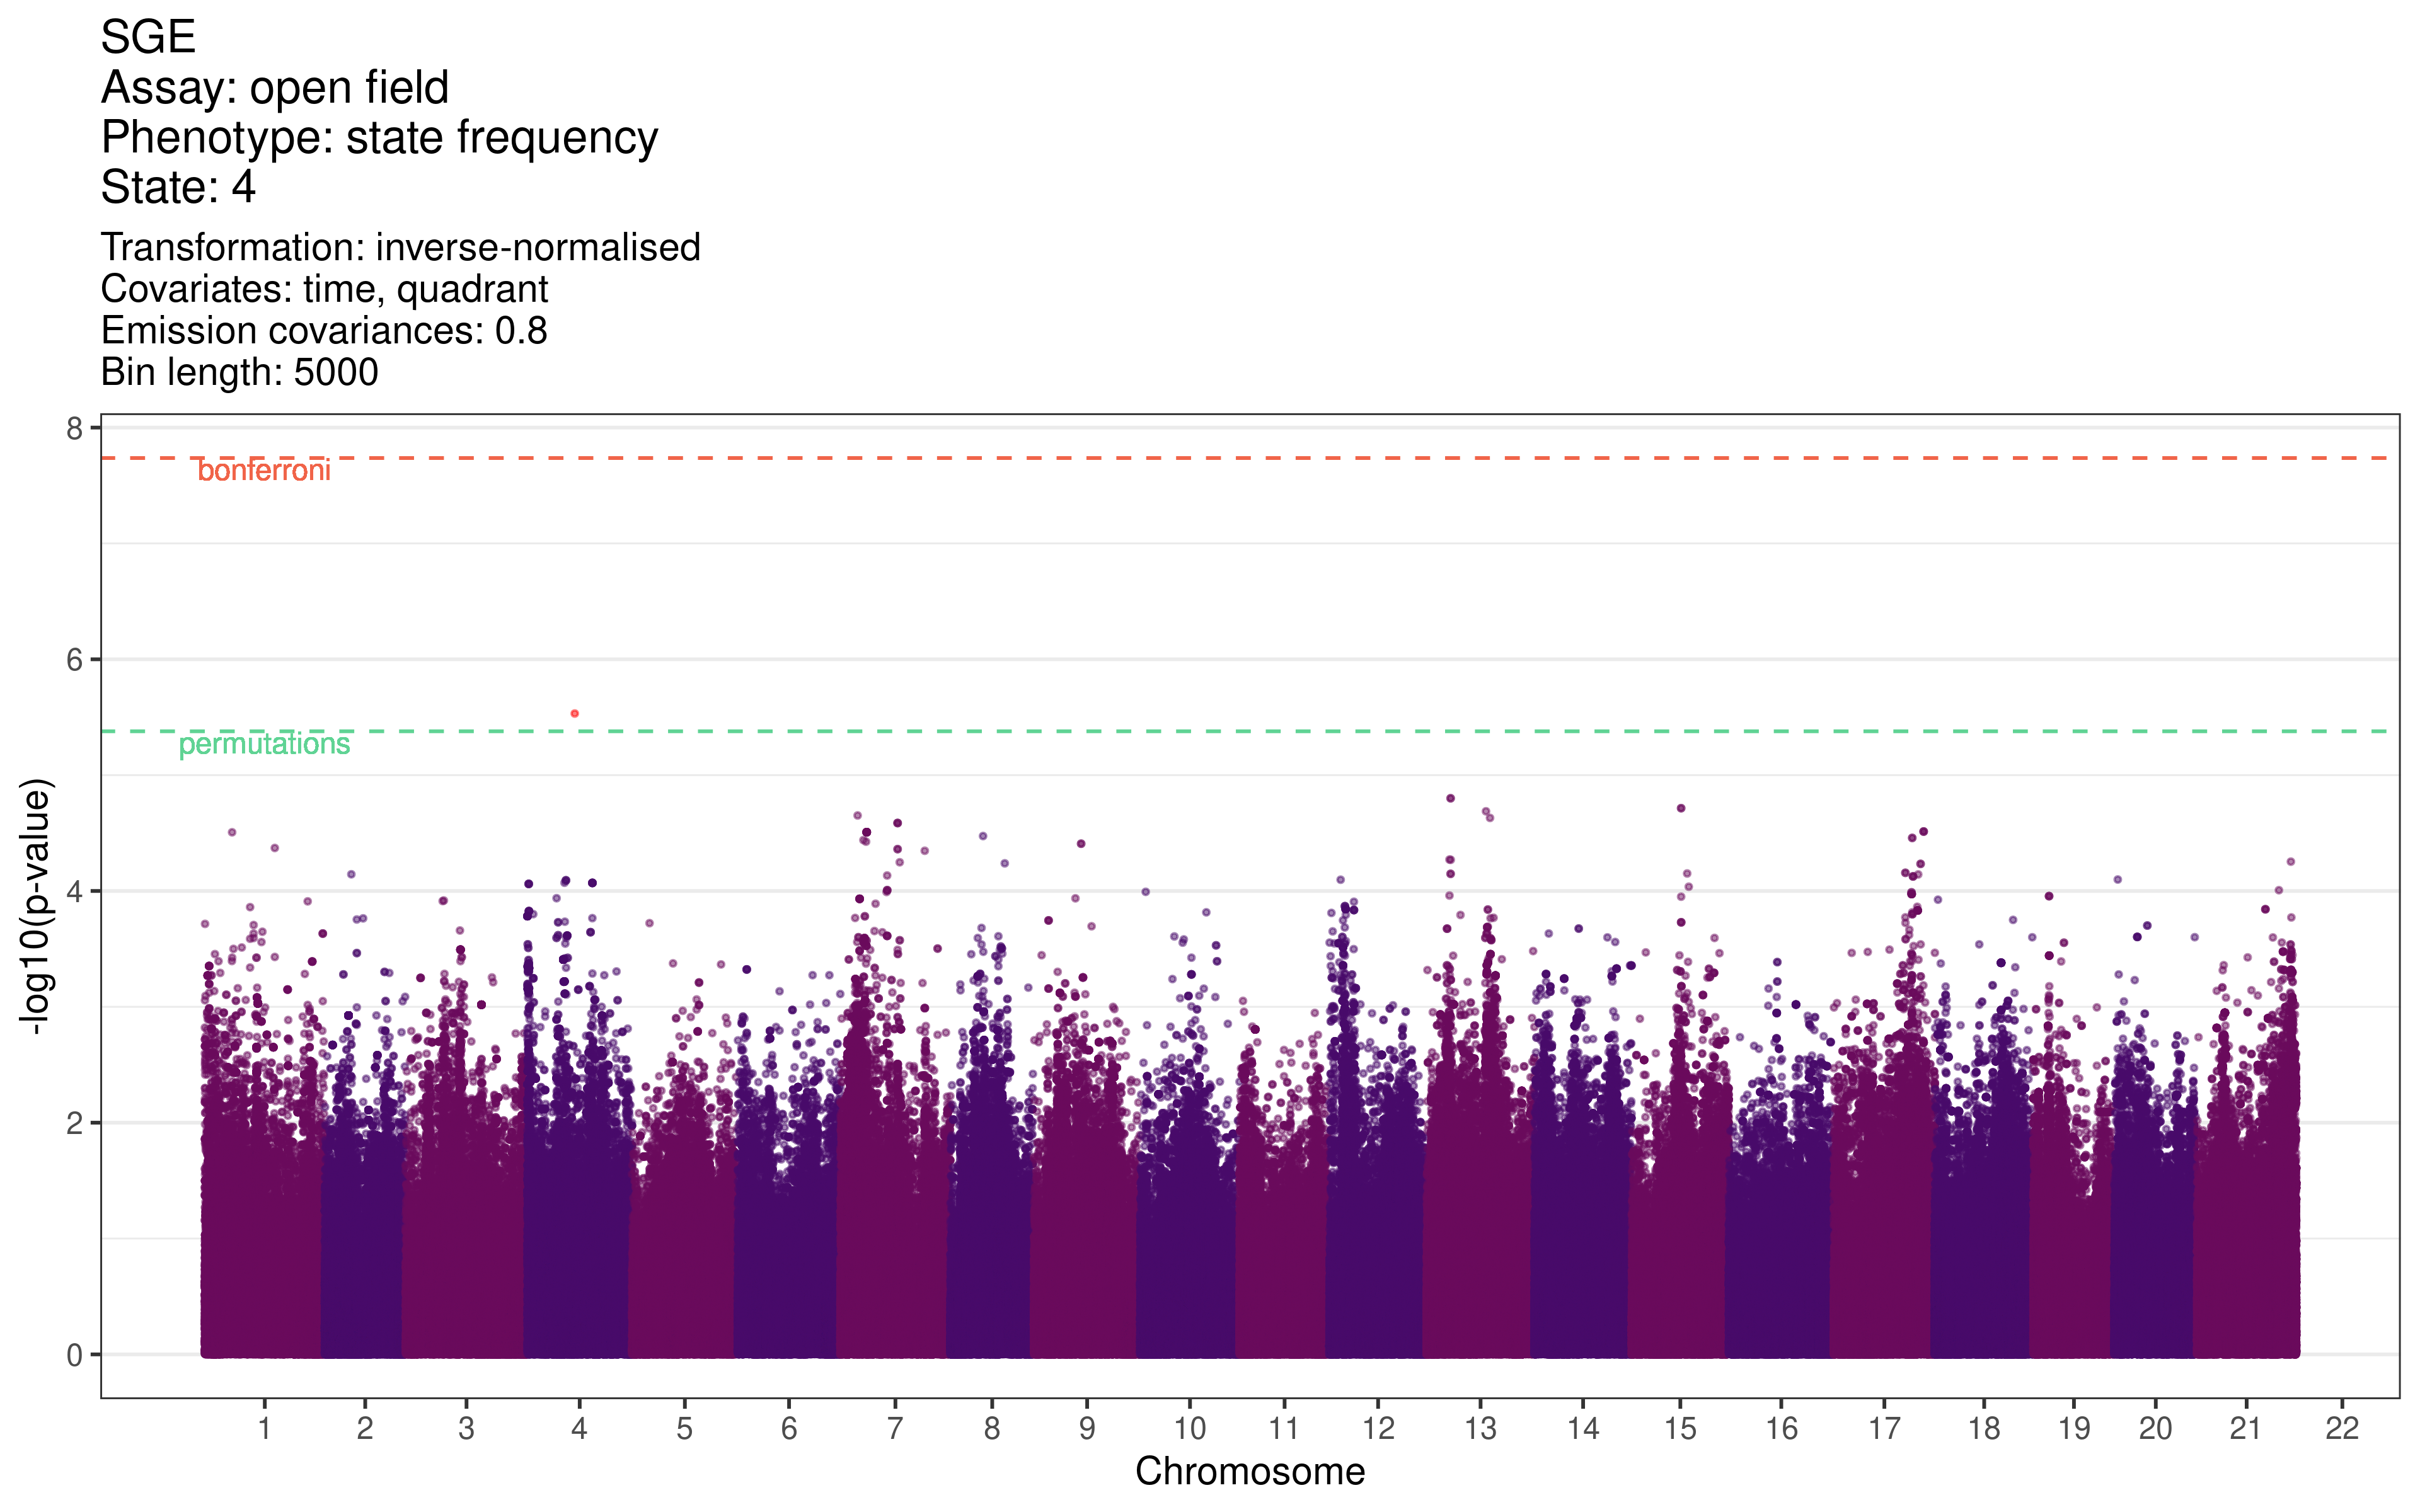 SGE
Assay: open field
Phenotype: state frequency
State: 4
Transformation: inverse-normalised
Covariates: time, quadrant
Emission covariances: 0.8
Bin length: 5000
8
bonferroni
6
permutations
4
2
0
-log10(p-value)
1 2 3 4 5 6 7 8 9 10 11 12 13 14 15 16 17 18 19 20 21 22
Chromosome